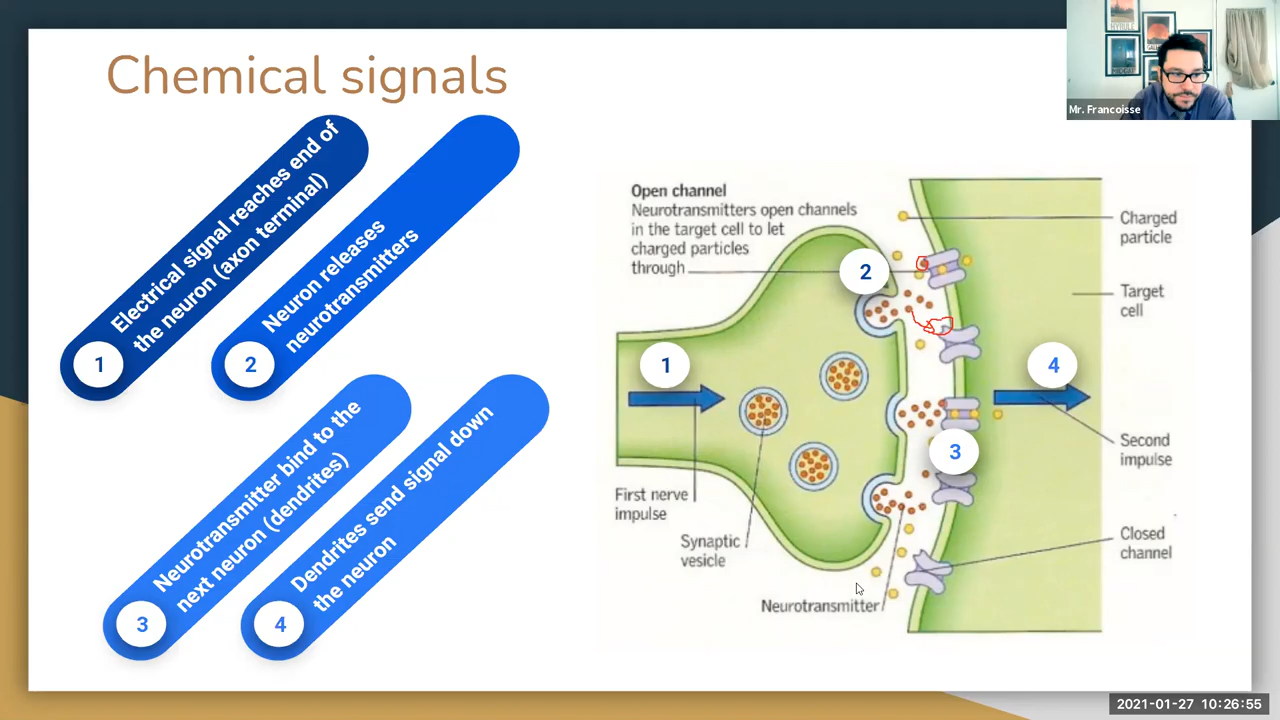 Chemical signals
Mr. Francoisse
Electrical signal reaches end of
the neuron (axon terminal)
1
Neuron releases
neurotransmitters
2
Neurotransmitter bind to the
next neuron (dendrites)
3
Dendrites send signal down
the neuron
4
Open channel
Neurotransmitters open channels
in the target cell to let
charged particles
through
2
Charged
particle
Target
cell
1
4
3
Second
impulse
First nerve
impulse
Synaptic
vesicle
Closed
channel
Neurotransmitter
2021-01-27 10:26:55